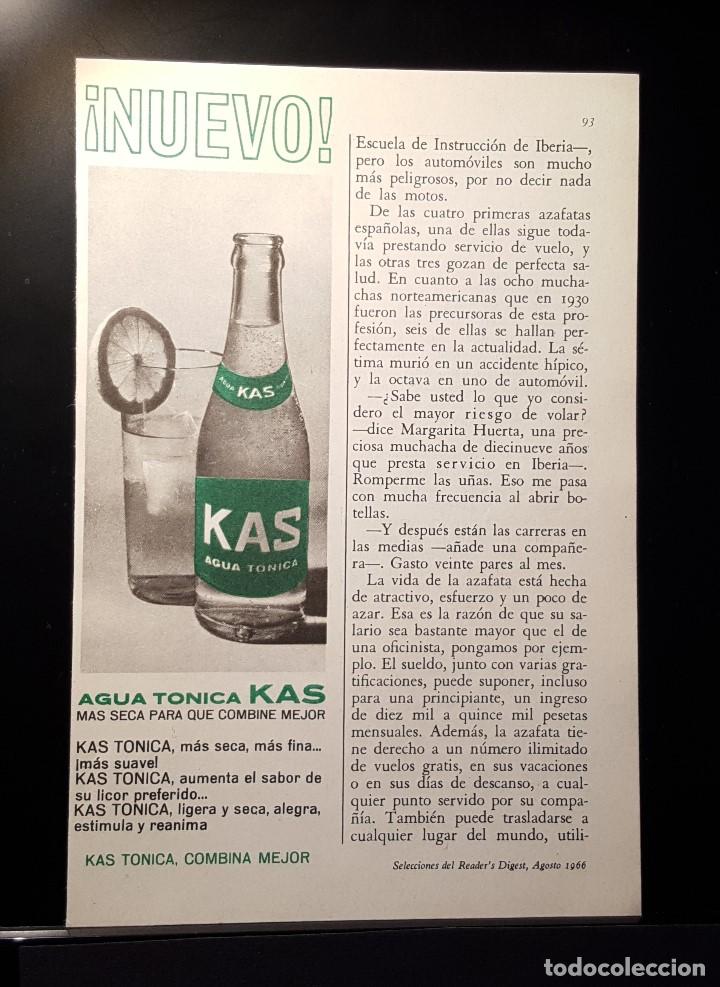 ¡NUEVO!
AGUA KAS
KAS
AGUA TONICA
AGUA TONICA KAS
MAS SECA PARA QUE COMBINE MEJOR
KAS TONICA, más seca, más fina...
¡más suave!
KAS TONICA, aumenta el sabor de
su licor preferido...
KAS TONICA, ligera y seca, alegra,
estimula y reanima
KAS TONICA, COMBINA MEJOR
93
Escuela de Instrucción de Iberia—,
pero los automóviles son mucho
más peligrosos, por no decir nada
de las motos.
De las cuatro primeras azafatas
españolas, una de ellas sigue toda-
vía prestando servicio de vuelo, y
las otras tres gozan de perfecta sa-
lud. En cuanto a las ocho mucha-
chas norteamericanas que en 1930
fueron las precursoras de esta pro-
fesión, seis de ellas se hallan per-
fectamente en la actualidad. La sé-
tima murió en un accidente hípico,
y la octava en uno de automóvil.
—¿Sabe usted lo que yo consi-
dero el mayor riesgo de volar?
—dice Margarita Huerta, una pre-
ciosa muchacha de diecinueve años
que presta servicio en Iberia—.
Romperme las uñas. Eso me pasa
con mucha frecuencia al abrir bo-
tellas.
—Y después están las carreras en
las medias —añade una compañe-
ra—. Gasto veinte pares al mes.
La vida de la azafata está hecha
de atractivo, esfuerzo y un poco de
azar. Esa es la razón de que su sa-
lario sea bastante mayor que el de
una oficinista, pongamos por ejem-
plo. El sueldo, junto con varias gra-
tificaciones, puede suponer, incluso
para una principiante, un ingreso
de diez mil a quince mil pesetas
mensuales. Además, la azafata tie-
ne derecho a un número ilimitado
de vuelos gratis, en sus vacaciones
o en sus días de descanso, a cual-
quier punto servido por su compa-
ñía. También puede trasladarse a
cualquier lugar del mundo, utili-
Selecciones del Reader's Digest, Agosto 1966
todocoleccion